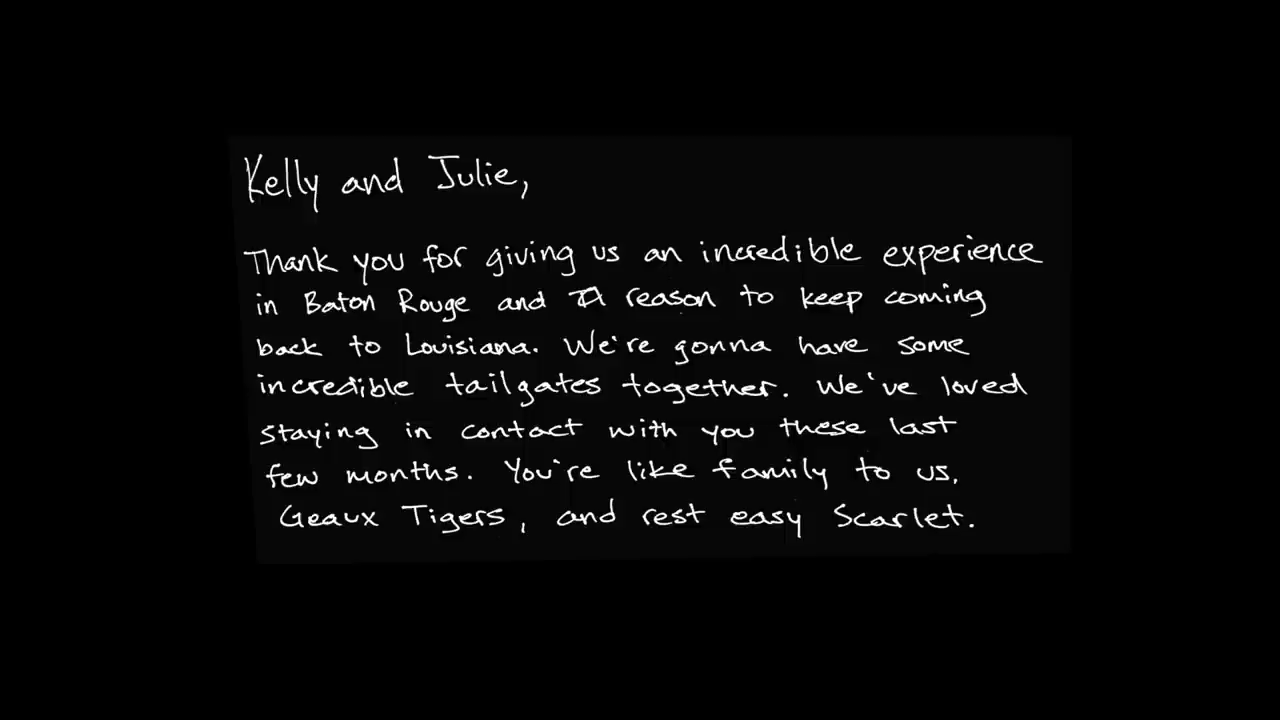 Kelly and Julie,
Thank you for giving us an incredible experience
in Baton Rouge and A reason to keep coming
back to Louisiana. We're gonna have some
incredible tailgates together. We've loved
staying in contact with you these last
few months. You're like family to us.
Geaux Tigers, and rest easy Scarlet.